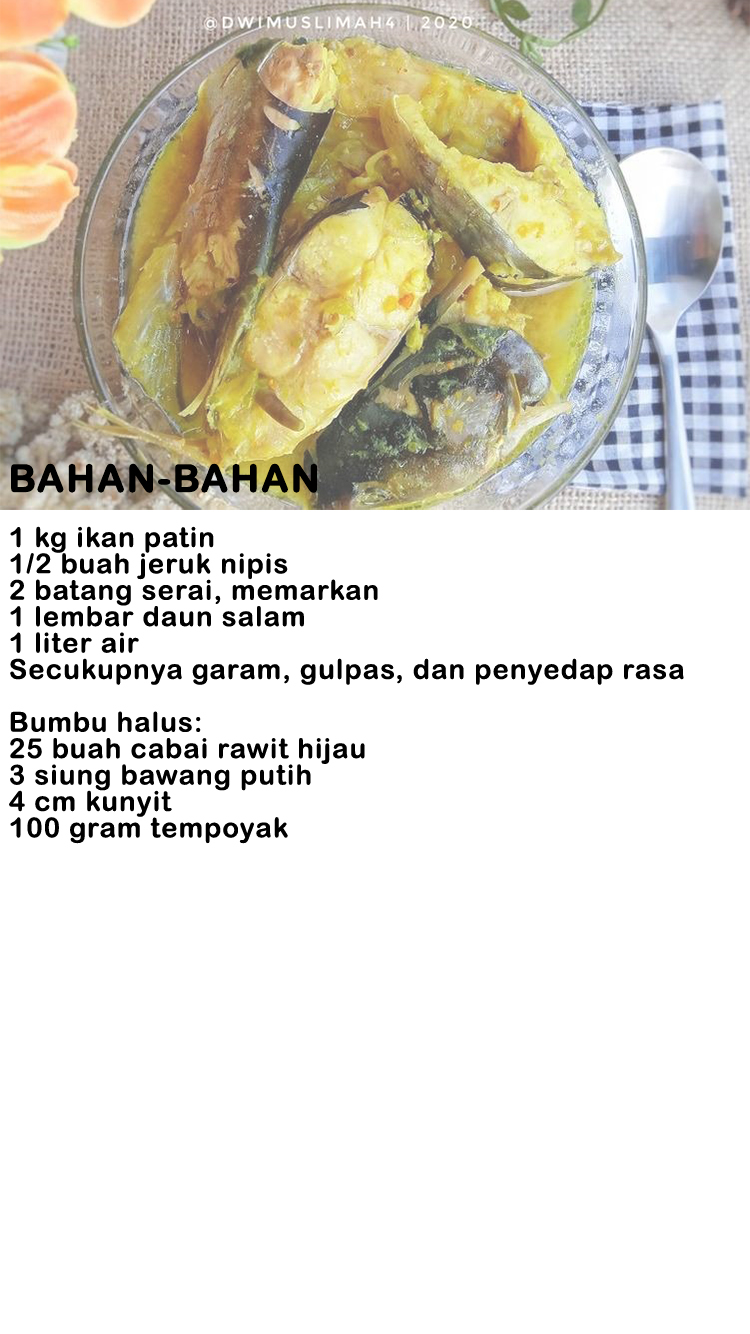 @DWIMUSLIMAH4 | 2020
BAHAN-BAHAN
1 kg ikan patin
1/2 buah jeruk nipis
2 batang serai, memarkan
1 lembar daun salam
1 liter air
Secukupnya garam, gulpas, dan penyedap rasa
Bumbu halus:
25 buah cabai rawit hijau
3 siung bawang putih
4 cm kunyit
100 gram tempoyak